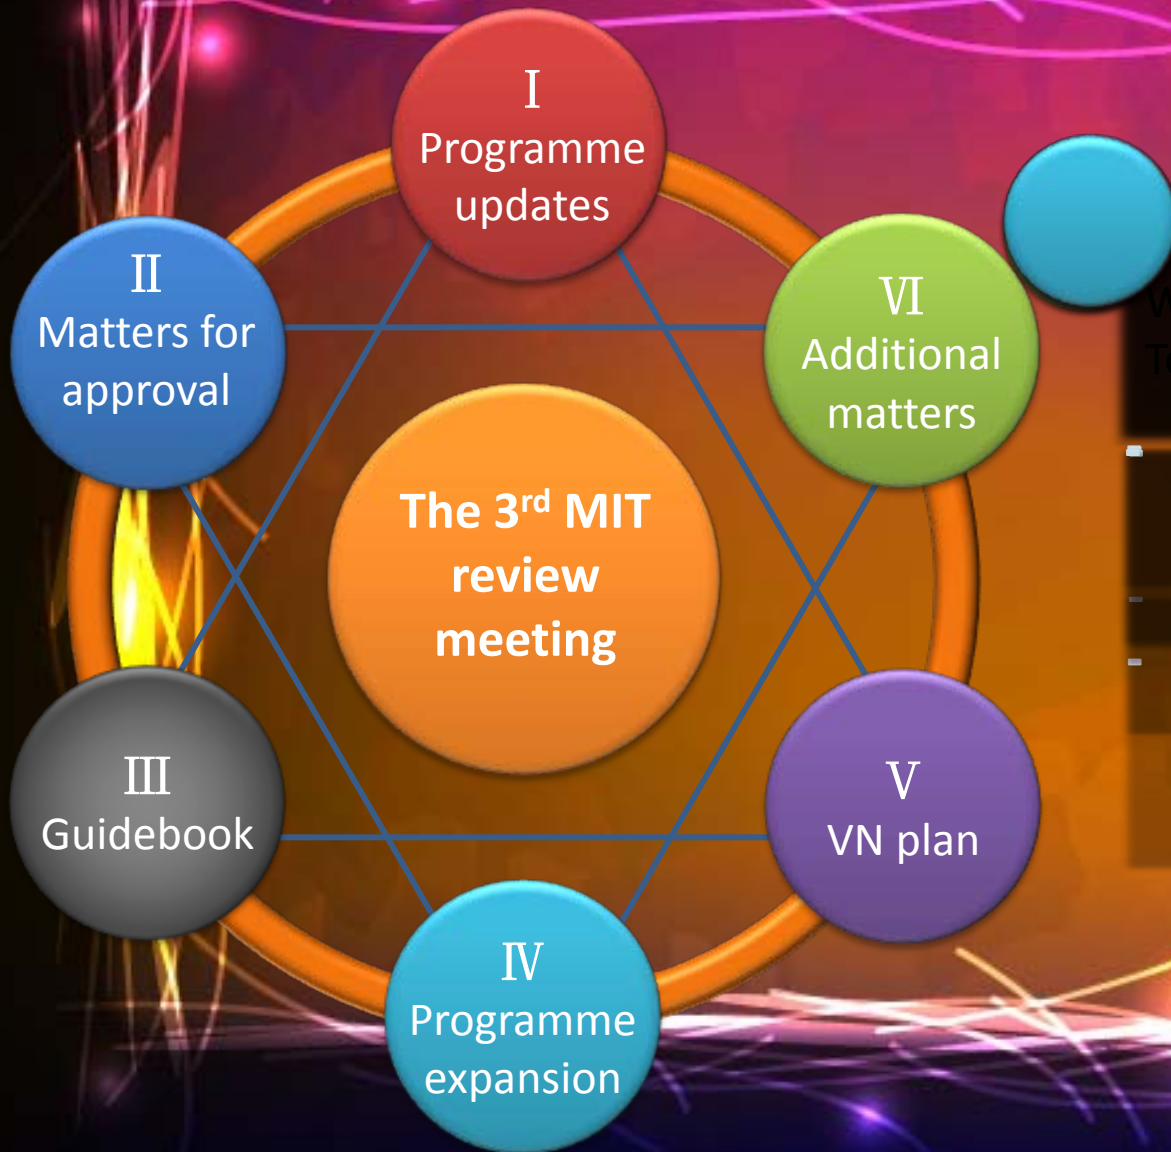 I
Programme
updates
II
Matters for
approval
III
Guidebook
IV
Programme
expansion
V
VN plan
VI
Additional
matters
The 3rd MIT
review
meeting